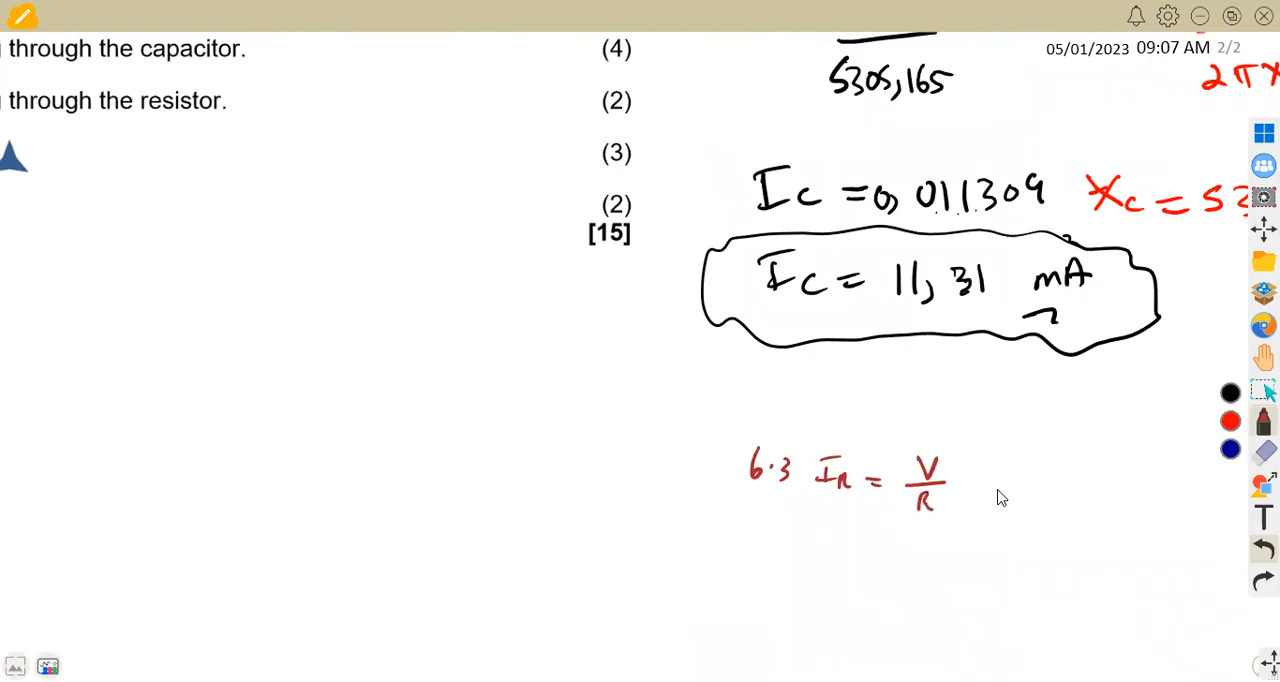 05/01/2023 09:07 AM 2/2
through the capacitor. (4)
through the resistor. (2)
(3)
(2)
[15]
5305,165
2π×
Ic = 0,011309
Xc = 53
Ic = 11,31 mA
6.3 IR = V/R
T